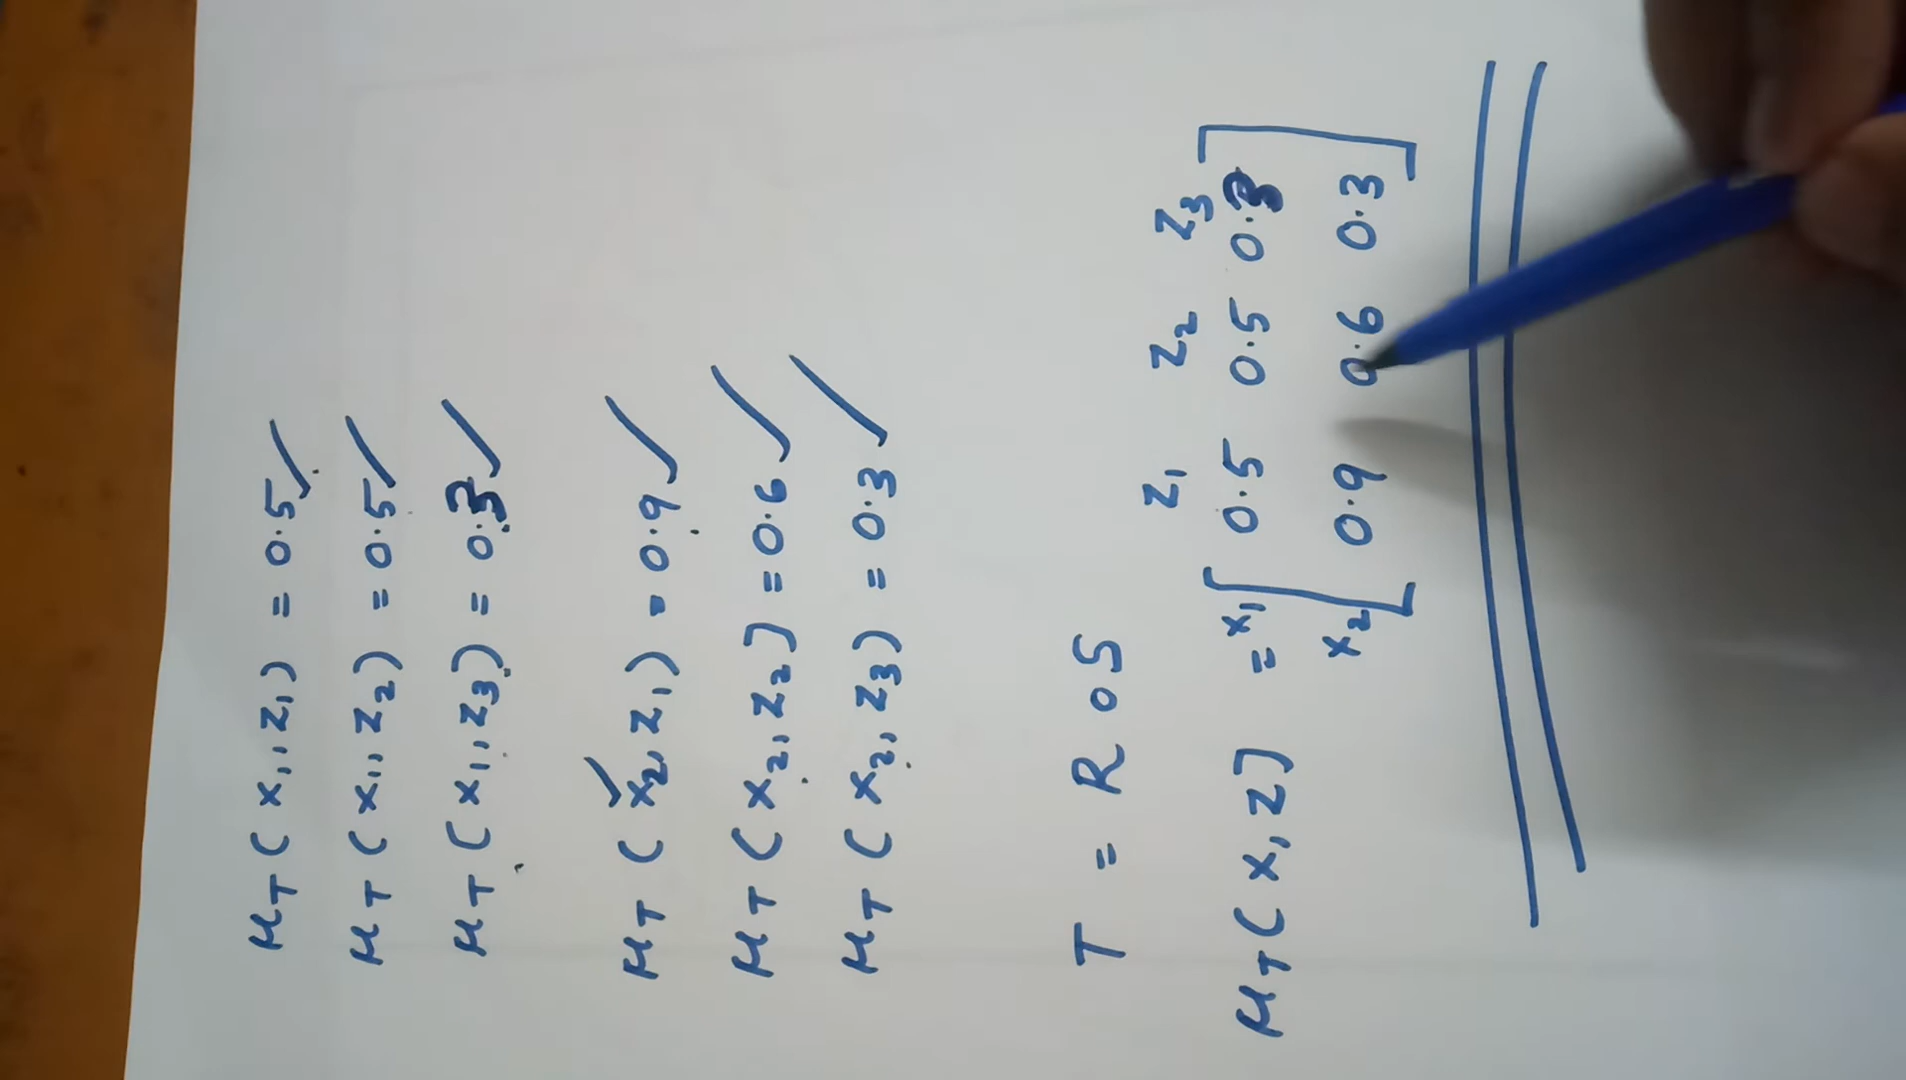 μT (x1, z1) = 0.5 ✓
μT (x1, z2) = 0.5 ✓
μT (x1, z3) = 0.3 ✓
μT (x2, z1) = 0.9 ✓
μT (x2, z2] = 0.6 ✓
μT (x2, z3) = 0.3 ✓
T = R o S
z1 z2 z3
μT (x, z] = x1 [ 0.5 0.5 0.3 ]
x2 [ 0.9 0.6 0.3 ]